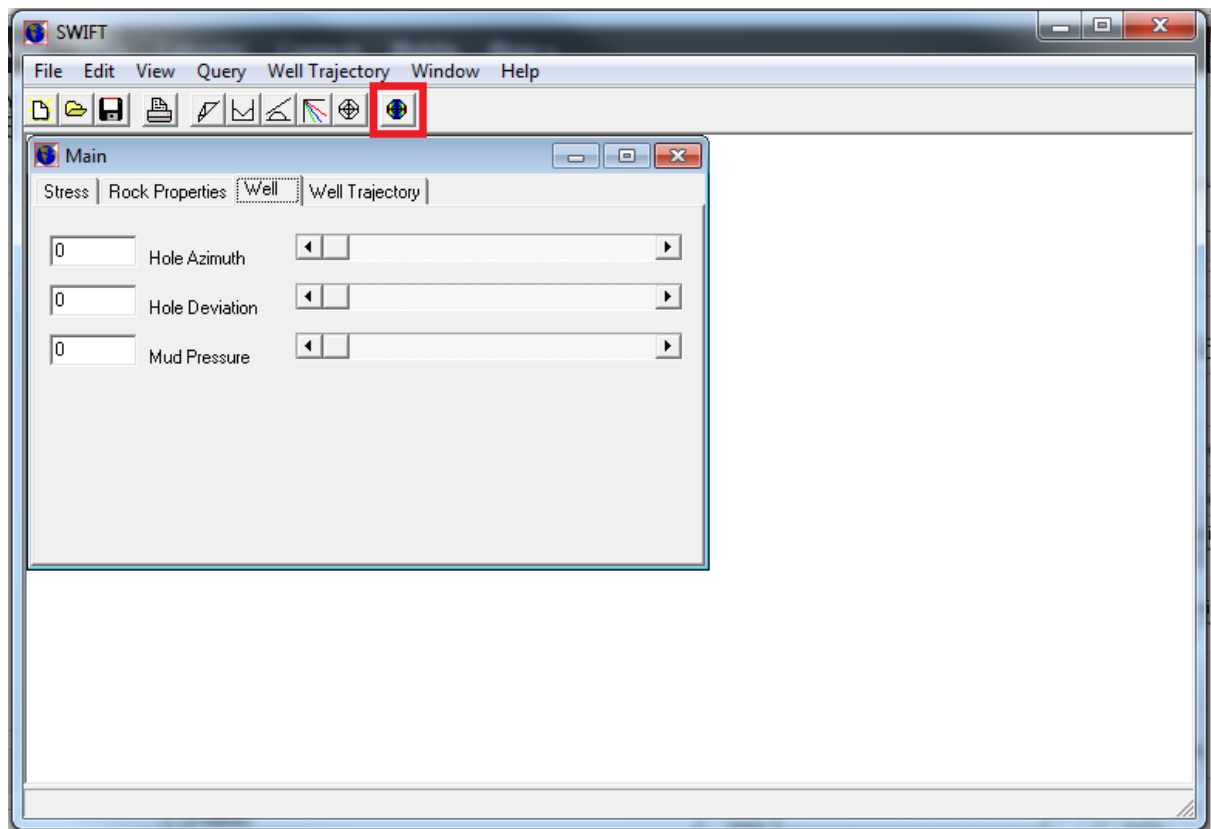 SWIFT
File Edit View Query Well Trajectory Window Help
Main
Stress Rock Properties Well Well Trajectory
0 Hole Azimuth
0 Hole Deviation
0 Mud Pressure